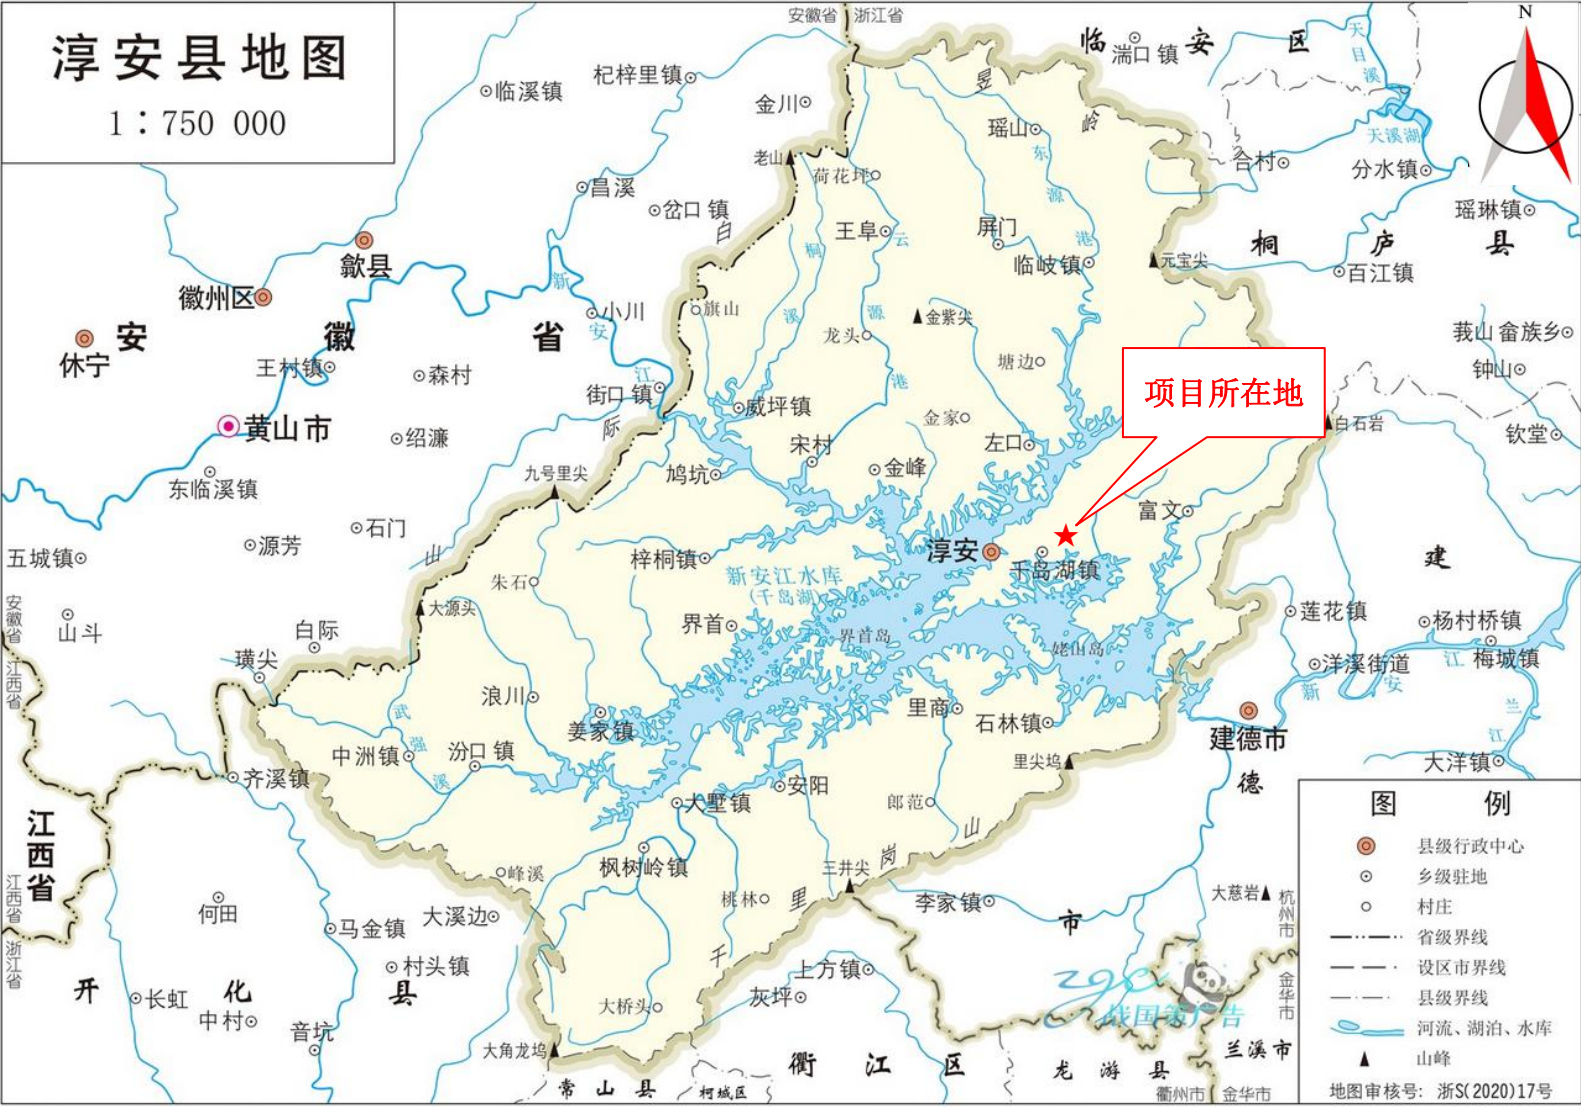 淳安县地图
1：750 000
安徽省
浙江省
N
临安区
湍口镇
天目溪
天溪湖
昱岭
杞梓里镇
临溪镇
金川
瑶山
东源港
合村
分水镇
老山
荷花坪
昌溪
岔口镇
白际山
瑶琳镇
王阜
云源港
屏门
临岐镇
元宝尖
桐庐县
百江镇
歙县
徽州区
新安江
小川
旗山
桐溪
金紫尖
龙头
塘边
安徽省
休宁
王村镇
森村
街口镇
莪山畲族乡
钟山
项目所在地
黄山市
绍濂
威坪镇
金家
白石岩
钦堂
宋村
左口
东临溪镇
九号里尖
鸠坑
金峰
石门
富文
源芳
五城镇
梓桐镇
淳安
千岛湖镇
建德市
新安江水库
(千岛湖)
朱石
大源头
安徽省
江西省
山斗
白际
界首
界首岛
姥山岛
莲花镇
杨村桥镇
璜尖
洋溪街道
梅城镇
新安江
兰江
浪川
武强溪
姜家镇
里商
石林镇
建德市
中洲镇
汾口镇
里尖坞
大洋镇
齐溪镇
大墅镇
安阳
郎范
江西省
枫树岭镇
峰溪
三井尖
千里岗山
桃林
李家镇
大慈岩
杭州市
金华市
江西省
浙江省
何田
马金镇
大溪边
村头镇
上方镇
灰坪
开化县
长虹
中村
音坑
大桥头
大角龙坞
zgc
战国策广告
常山县
柯城区
衢江区
龙游县
兰溪市
衢州市
金华市
图例
县级行政中心
乡级驻地
村庄
省级界线
设区市界线
县级界线
河流、湖泊、水库
山峰
地图审核号：浙S(2020)17号